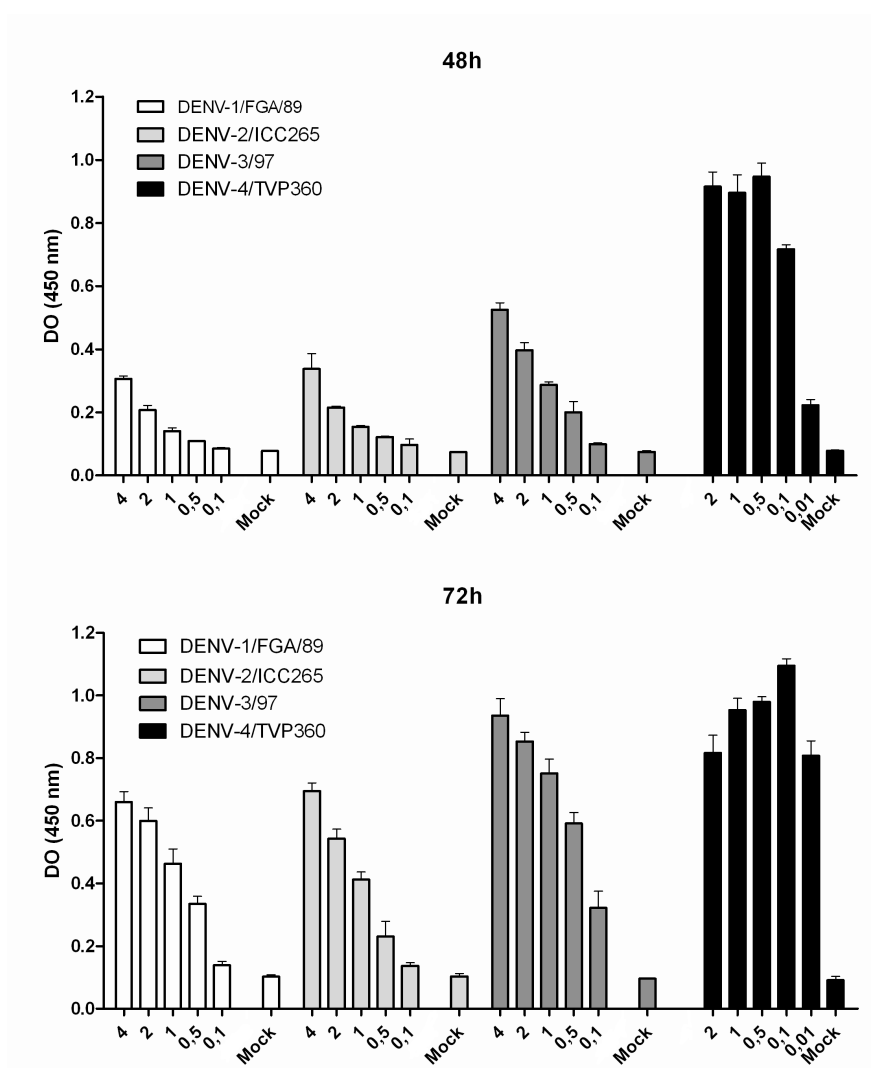 48h
DO (450 nm)
1.2
1.0
0.8
0.6
0.4
0.2
0.0
DENV-1/FGA/89
DENV-2/ICC265
DENV-3/97
DENV-4/TVP360
4 2 1 0,5 0,1 Mock 4 2 1 0,5 0,1 Mock 4 2 1 0,5 0,1 Mock 2 1 0,5 0,1 0,01 Mock
72h
DO (450 nm)
1.2
1.0
0.8
0.6
0.4
0.2
0.0
DENV-1/FGA/89
DENV-2/ICC265
DENV-3/97
DENV-4/TVP360
4 2 1 0,5 0,1 Mock 4 2 1 0,5 0,1 Mock 4 2 1 0,5 0,1 Mock 2 1 0,5 0,1 0,01 Mock